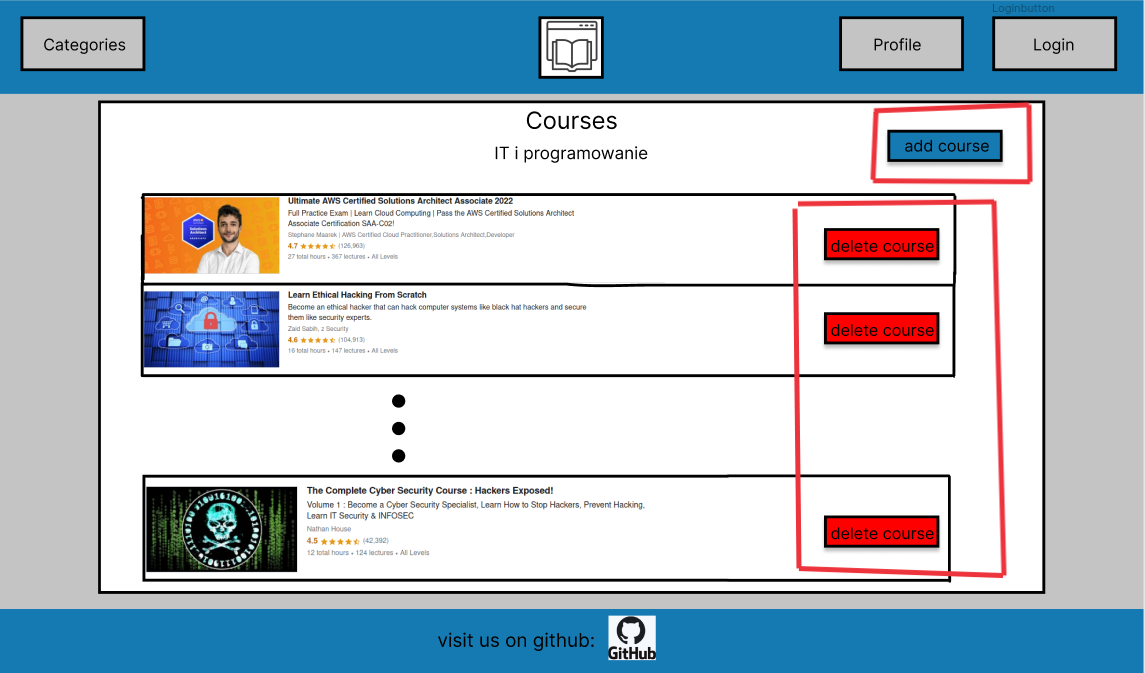 Loginbutton
Categories
Profile
Login
Courses
IT i programowanie
add course
Ultimate AWS Certified Solutions Architect Associate 2022
Full Practice Exam | Learn Cloud Computing | Pass the AWS Certified Solutions Architect
Associate Certification SAA-C02!
Stephane Maarek | AWS Certified Cloud Practitioner,Solutions Architect,Developer
4.7 (126,963)
27 total hours • 367 lectures • All Levels
Solutions
Architect
delete course
Learn Ethical Hacking From Scratch
Become an ethical hacker that can hack computer systems like black hat hackers and secure
them like security experts.
Zaid Sabih, z Security
4.6 (104,913)
16 total hours • 147 lectures • All Levels
delete course
The Complete Cyber Security Course : Hackers Exposed!
Volume 1 : Become a Cyber Security Specialist, Learn How to Stop Hackers, Prevent Hacking,
Learn IT Security & INFOSEC
Nathan House
4.5 (42,392)
12 total hours • 124 lectures • All Levels
delete course
visit us on github:
GitHub